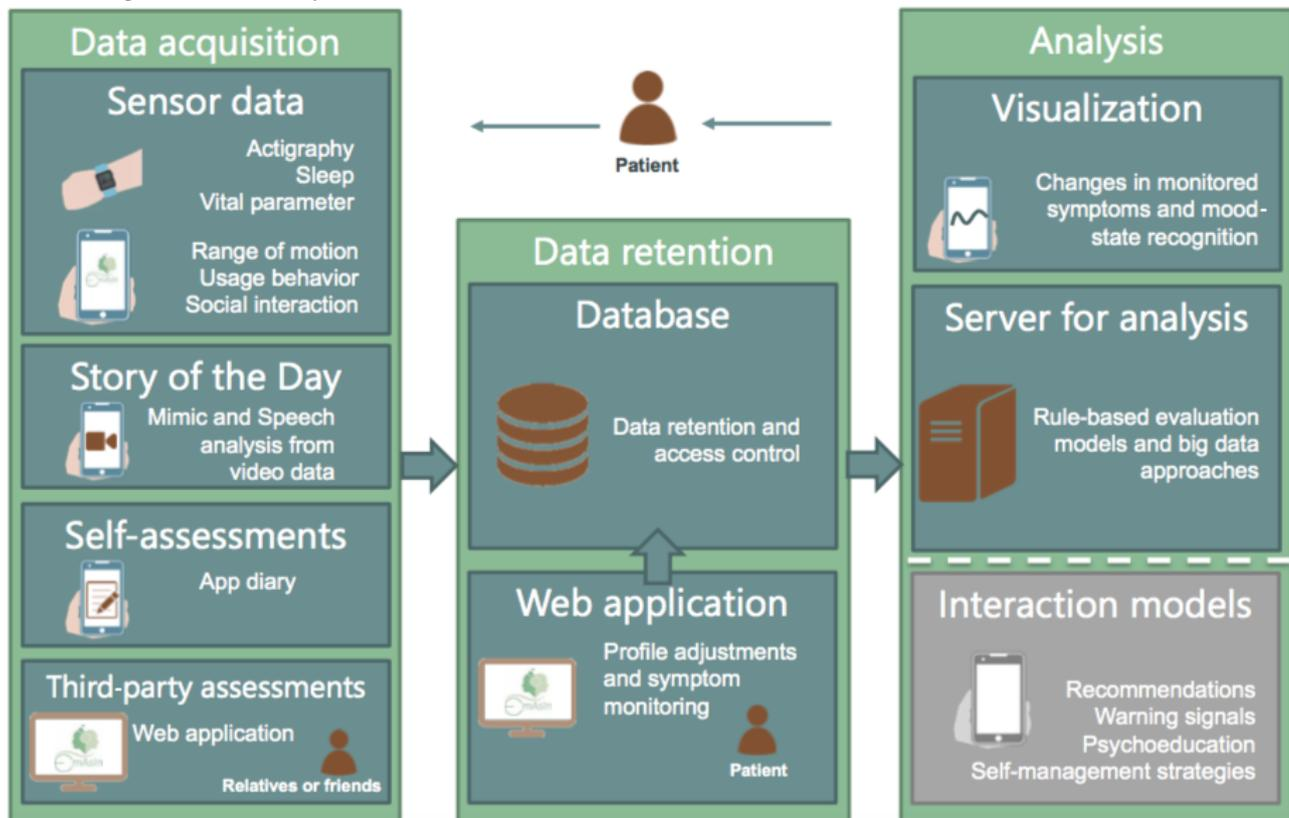 Data acquisition
Sensor data
Actigraphy
Sleep
Vital parameter
Range of motion
Usage behavior
Social interaction
Story of the Day
Mimic and Speech
analysis from
video data
Self-assessments
App diary
Third-party assessments
Web application
Relatives or friends
Patient
Data retention
Database
Data retention and
access control
Web application
Profile adjustments
and symptom
monitoring
Patient
Analysis
Visualization
Changes in monitored
symptoms and mood-
state recognition
Server for analysis
Rule-based evaluation
models and big data
approaches
Interaction models
Recommendations
Warning signals
Psychoeducation
Self-management strategies